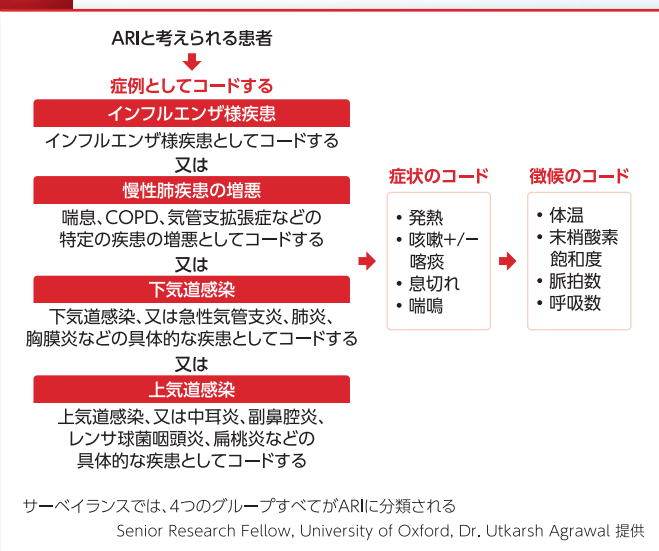 ARIと考えられる患者
症例としてコードする
インフルエンザ様疾患
インフルエンザ様疾患としてコードする
又は
慢性肺疾患の増悪
喘息、COPD、気管支拡張症などの
特定の疾患の増悪としてコードする
又は
下気道感染
下気道感染、又は急性気管支炎、肺炎、
胸膜炎などの具体的な疾患としてコードする
又は
上気道感染
上気道感染、又は中耳炎、副鼻腔炎、
レンサ球菌咽頭炎、扁桃炎などの
具体的な疾患としてコードする
症状のコード
・発熱
・咳嗽+/−
喀痰
・息切れ
・喘鳴
徴候のコード
・体温
・末梢酸素
飽和度
・脈拍数
・呼吸数
サーベイランスでは、4つのグループすべてがARIに分類される
Senior Research Fellow, University of Oxford, Dr. Utkarsh Agrawal 提供